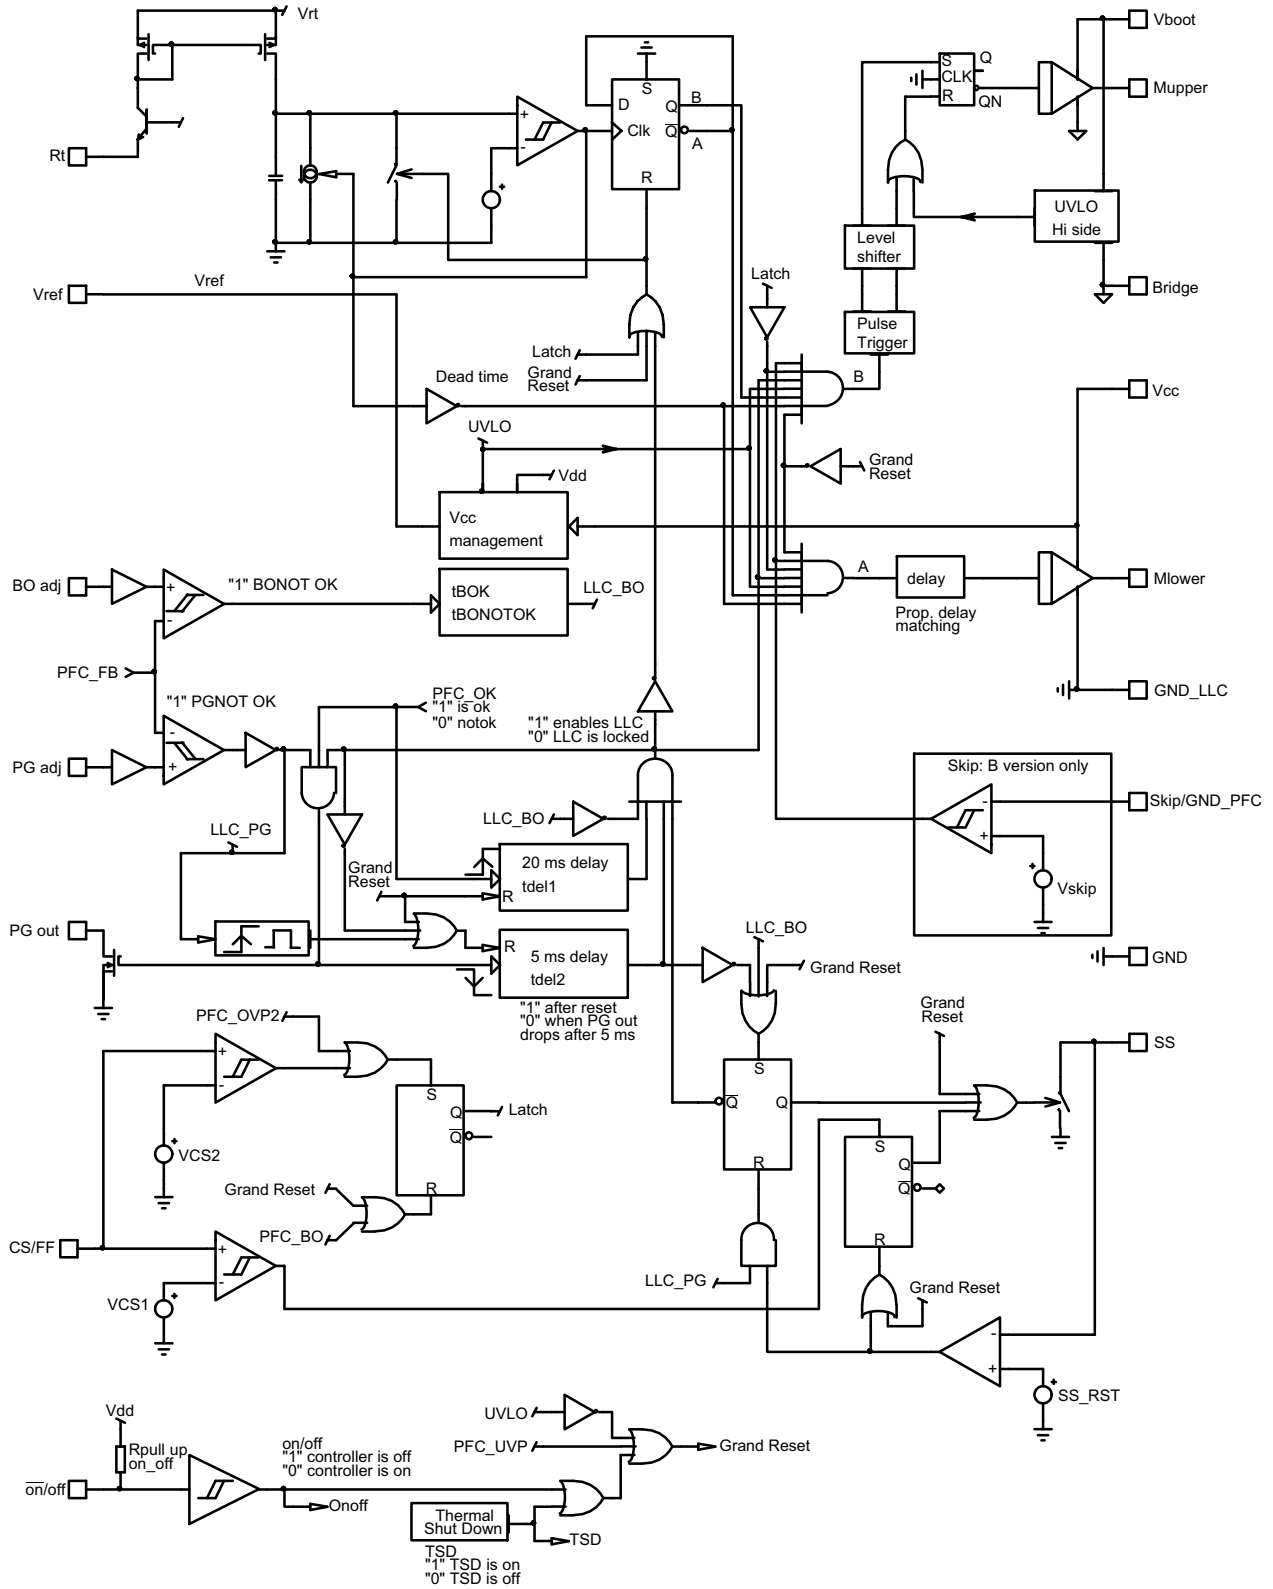 Vrt
Vboot
S
Q
CLK
R
QN
Mupper
D
S
Q
B
Clk
Q
A
R
+
-
+
Rt
UVLO
Hi side
Level
shifter
Vref
Vref
Latch
Bridge
Pulse
Trigger
Latch
Grand
Reset
Dead time
B
Vcc
UVLO
Grand
Reset
Vdd
Vcc
management
BO adj
+
-
"1" BONOT OK
tBOK
tBONOTOK
LLC_BO
A
delay
Prop. delay
matching
Mlower
PFC_FB
"1" PGNOT OK
PFC_OK
"1" is ok
"0" notok
"1" enables LLC
"0" LLC is locked
GND_LLC
PG adj
-
+
Skip: B version only
-
+
Skip/GND_PFC
LLC_BO
LLC_PG
Grand
Reset
20 ms delay
tdel1
R
+
Vskip
PG out
R
5 ms delay
tdel2
LLC_BO
Grand Reset
GND
"1" after reset
"0" when PG out
drops after 5 ms
Grand
Reset
PFC_OVP2
+
-
SS
S
Q
Q
R
Latch
S
Q
Q
R
+
VCS2
S
Q
Q
R
Grand Reset
PFC_BO
CS/FF
+
-
LLC_PG
Grand Reset
VCS1
+
-
+
+
SS_RST
Vdd
UVLO
Rpull up
on_off
on/off
"1" controller is off
"0" controller is on
PFC_UVP
Grand Reset
on/off
Onoff
Thermal
Shut Down
TSD
TSD
"1" TSD is on
"0" TSD is off